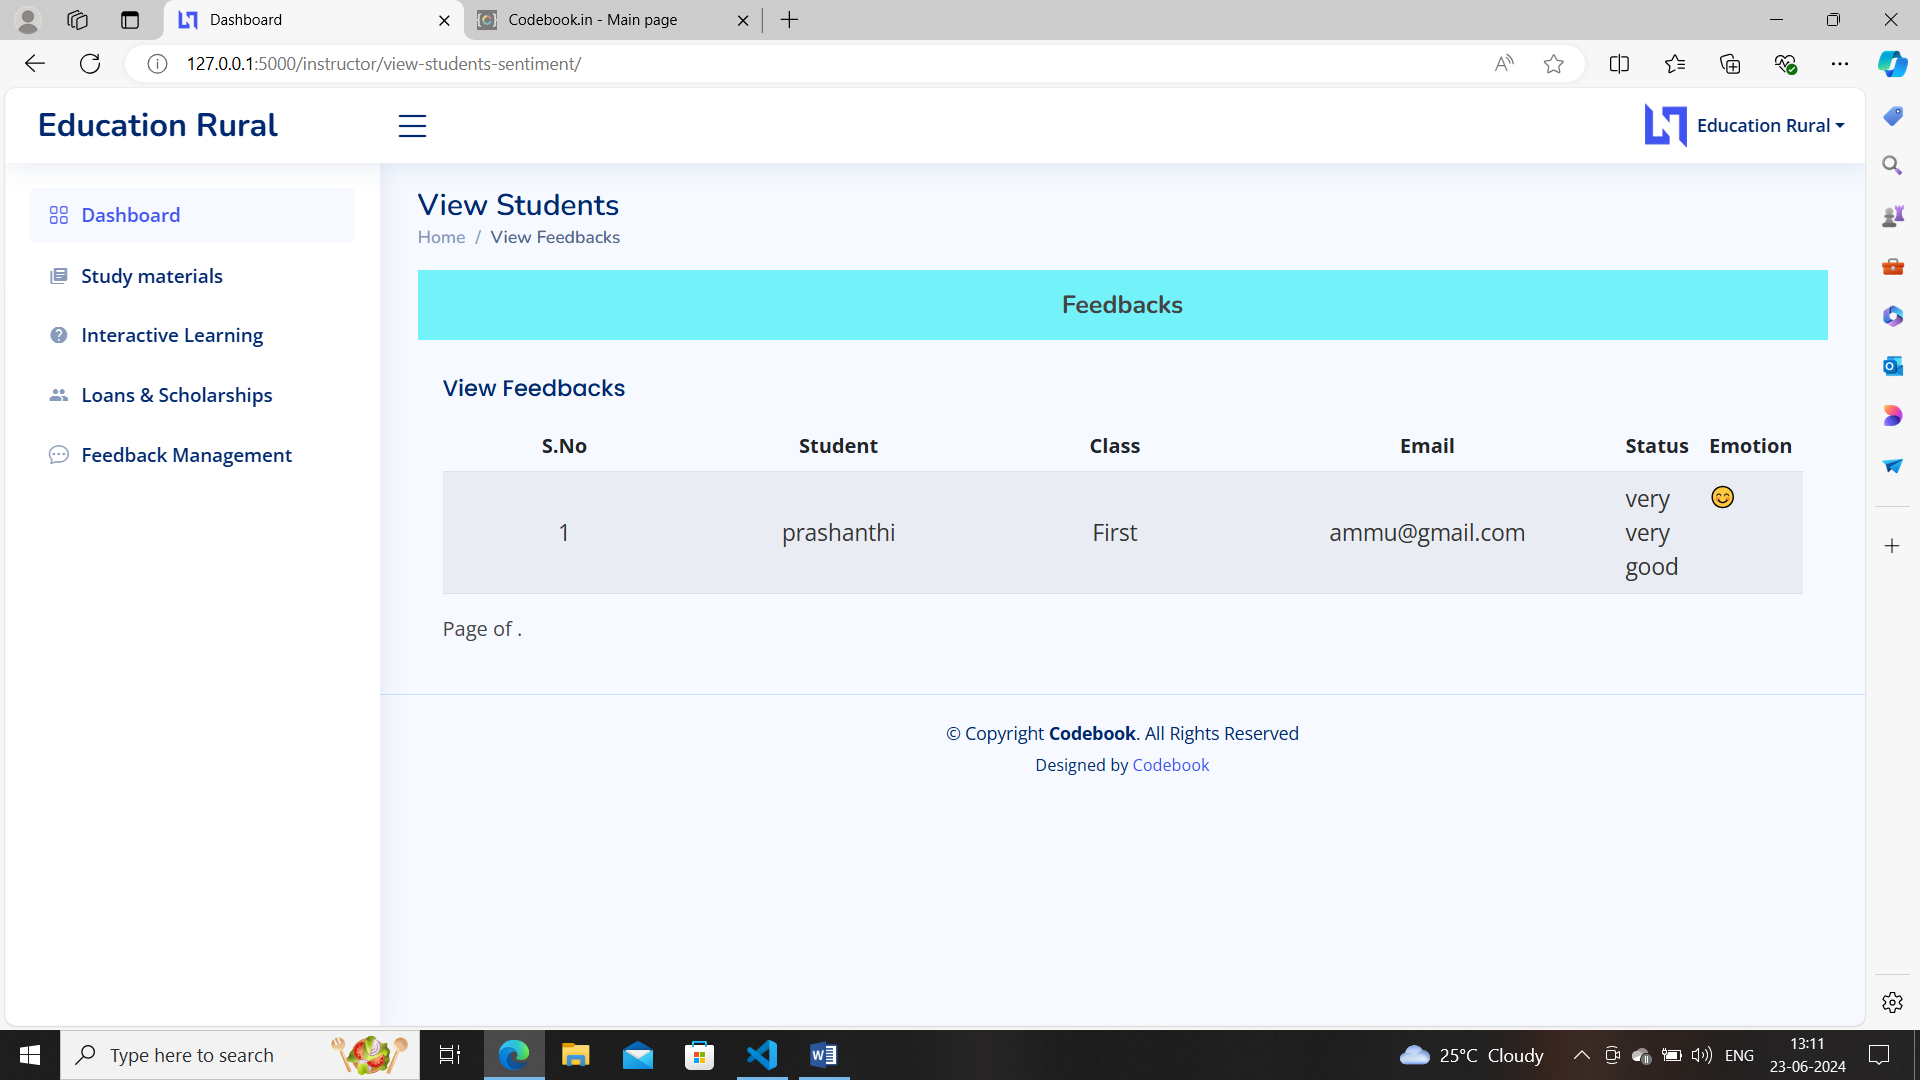 Dashboard
Codebook.in - Main page
127.0.0.1:5000/instructor/view-students-sentiment/
Education Rural
Education Rural
Dashboard
Study materials
Interactive Learning
Loans & Scholarships
Feedback Management
View Students
Home / View Feedbacks
Feedbacks
View Feedbacks
S.No Student Class Email Status Emotion
1 prashanthi First ammu@gmail.com very very good 😊
Page of .
© Copyright Codebook. All Rights Reserved
Designed by Codebook
Type here to search
25°C Cloudy
ENG
13:11
23-06-2024